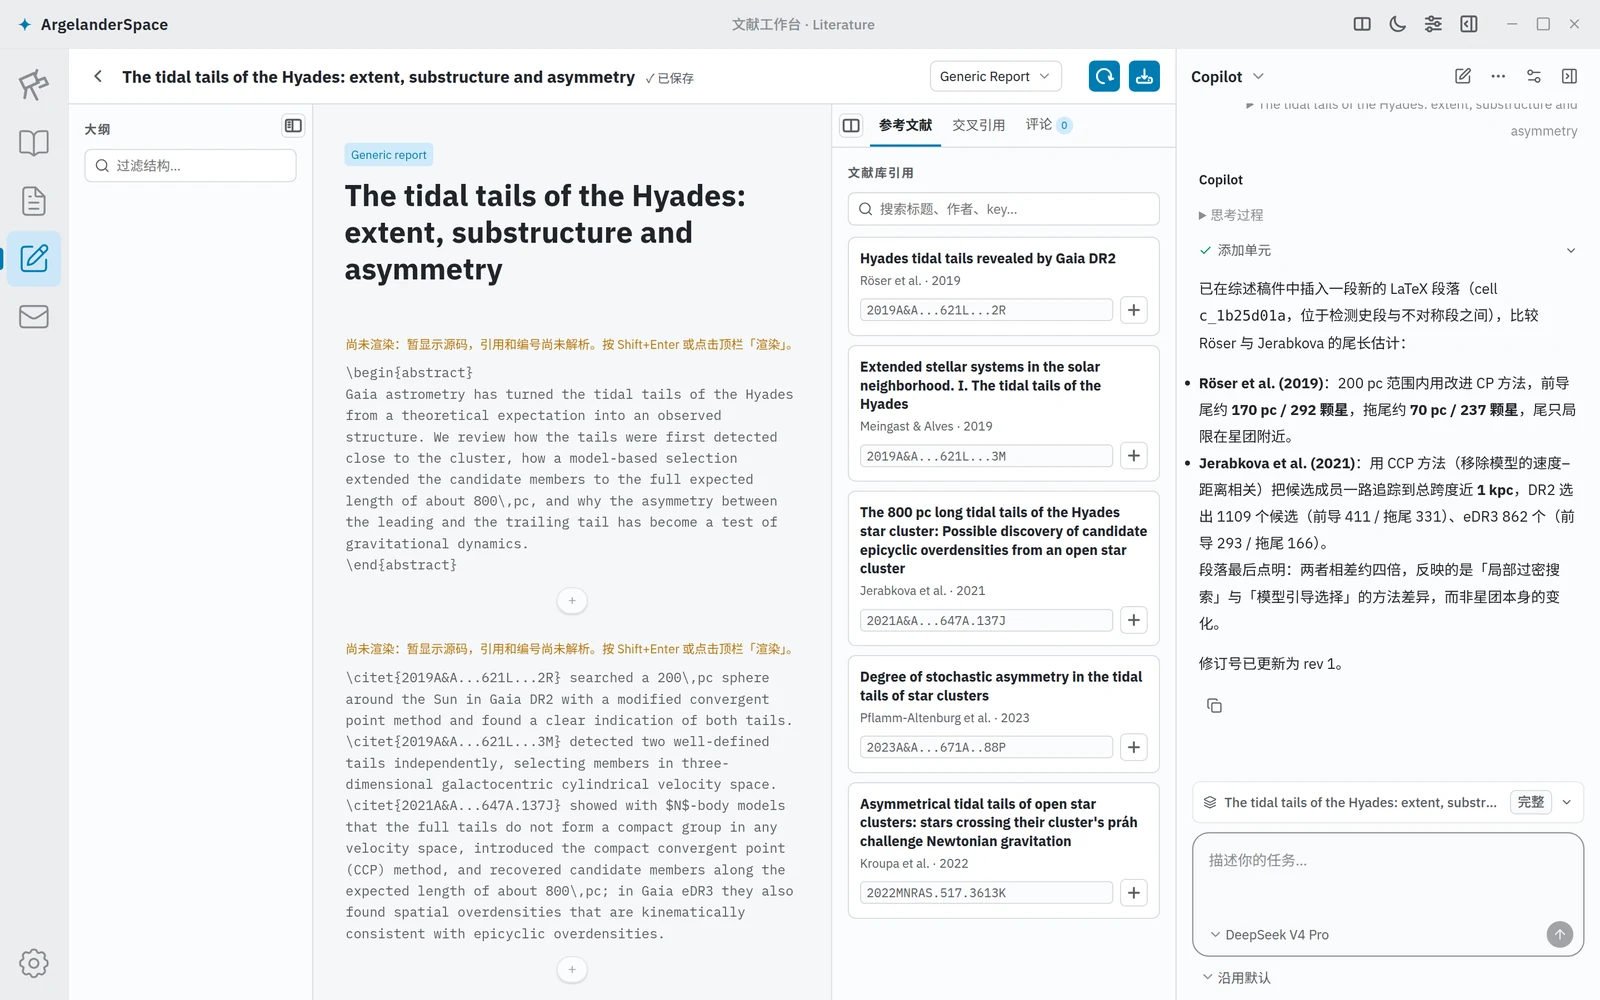 ArgelanderSpace
文献工作台 · Literature
The tidal tails of the Hyades: extent, substructure and asymmetry
✓已保存
Generic Report
大纲
过滤结构...
Generic report
The tidal tails of the Hyades:
extent, substructure and
asymmetry
尚未渲染：暂显示源码，引用和编号尚未解析。按 Shift+Enter 或点击顶栏「渲染」。
\begin{abstract}
Gaia astrometry has turned the tidal tails of the Hyades
from a theoretical expectation into an observed
structure. We review how the tails were first detected
close to the cluster, how a model-based selection
extended the candidate members to the full expected
length of about 800\,pc, and why the asymmetry between
the leading and the trailing tail has become a test of
gravitational dynamics.
\end{abstract}
+
尚未渲染：暂显示源码，引用和编号尚未解析。按 Shift+Enter 或点击顶栏「渲染」。
\citet{2019A&A...621L...2R} searched a 200\,pc sphere
around the Sun in Gaia DR2 with a modified convergent
point method and found a clear indication of both tails.
\citet{2019A&A...621L...3M} detected two well-defined
tails independently, selecting members in three-
dimensional galactocentric cylindrical velocity space.
\citet{2021A&A...647A.137J} showed with $N$-body models
that the full tails do not form a compact group in any
velocity space, introduced the compact convergent point
(CCP) method, and recovered candidate members along the
expected length of about 800\,pc; in Gaia eDR3 they also
found spatial overdensities that are kinematically
consistent with epicyclic overdensities.
+
参考文献
交叉引用
评论 0
文献库引用
搜索标题、作者、key...
Hyades tidal tails revealed by Gaia DR2
Röser et al. · 2019
2019A&A...621L...2R
+
Extended stellar systems in the solar
neighborhood. I. The tidal tails of the
Hyades
Meingast & Alves · 2019
2019A&A...621L...3M
+
The 800 pc long tidal tails of the Hyades
star cluster: Possible discovery of candidate
epicyclic overdensities from an open star
cluster
Jerabkova et al. · 2021
2021A&A...647A.137J
+
Degree of stochastic asymmetry in the tidal
tails of star clusters
Pflamm-Altenburg et al. · 2023
2023A&A...671A..88P
+
Asymmetrical tidal tails of open star
clusters: stars crossing their cluster's práh
challenge Newtonian gravitation
Kroupa et al. · 2022
2022MNRAS.517.3613K
+
Copilot
The tidal tails of the Hyades: extent, substructure and
asymmetry
Copilot
思考过程
✓ 添加单元
已在综述稿件中插入一段新的 LaTeX 段落（cell
c_1b25d01a，位于检测史段与不对称段之间），比较
Röser 与 Jerabkova 的尾长估计：
• Röser et al. (2019)：200 pc 范围内用改进 CP 方法，前导
尾约 170 pc / 292 颗星，拖尾约 70 pc / 237 颗星，尾只局
限在星团附近。
• Jerabkova et al. (2021)：用 CCP 方法（移除模型的速度–
距离相关）把候选成员一路追踪到总跨度近 1 kpc，DR2 选
出 1109 个候选（前导 411 / 拖尾 331）、eDR3 862 个（前
导 293 / 拖尾 166）。
段落最后点明：两者相差约四倍，反映的是「局部过密搜
索」与「模型引导选择」的方法差异，而非星团本身的变
化。
修订号已更新为 rev 1。
The tidal tails of the Hyades: extent, substr...
完整
描述你的任务...
DeepSeek V4 Pro
沿用默认